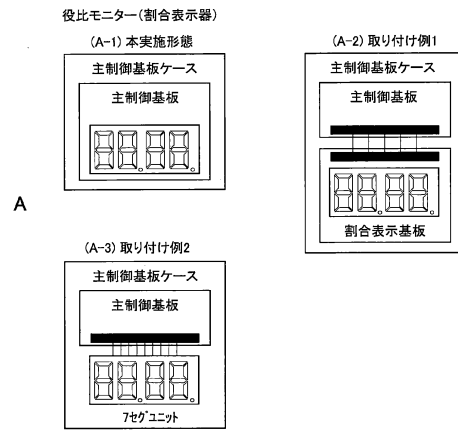 役比モニター(割合表示器)
(A-1) 本実施形態
主制御基板ケース
主制御基板
(A-2) 取り付け例1
主制御基板ケース
主制御基板
割合表示基板
A
(A-3) 取り付け例2
主制御基板ケース
主制御基板
7セグユニット